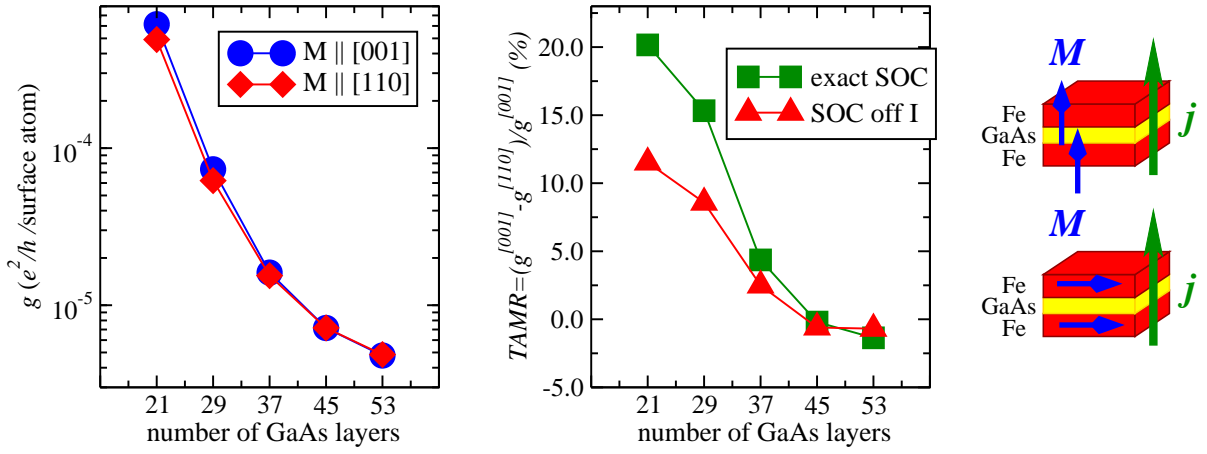 g (e^2/h /surface atom)
10^-4
10^-5
M || [001]
M || [110]
21 29 37 45 53
number of GaAs layers
TAMR=(g^[001]-g^[110])/g^[001] (%)
20.0
15.0
10.0
5.0
0.0
-5.0
exact SOC
SOC off I
21 29 37 45 53
number of GaAs layers
M
Fe
GaAs
Fe
j
M
Fe
GaAs
Fe
j